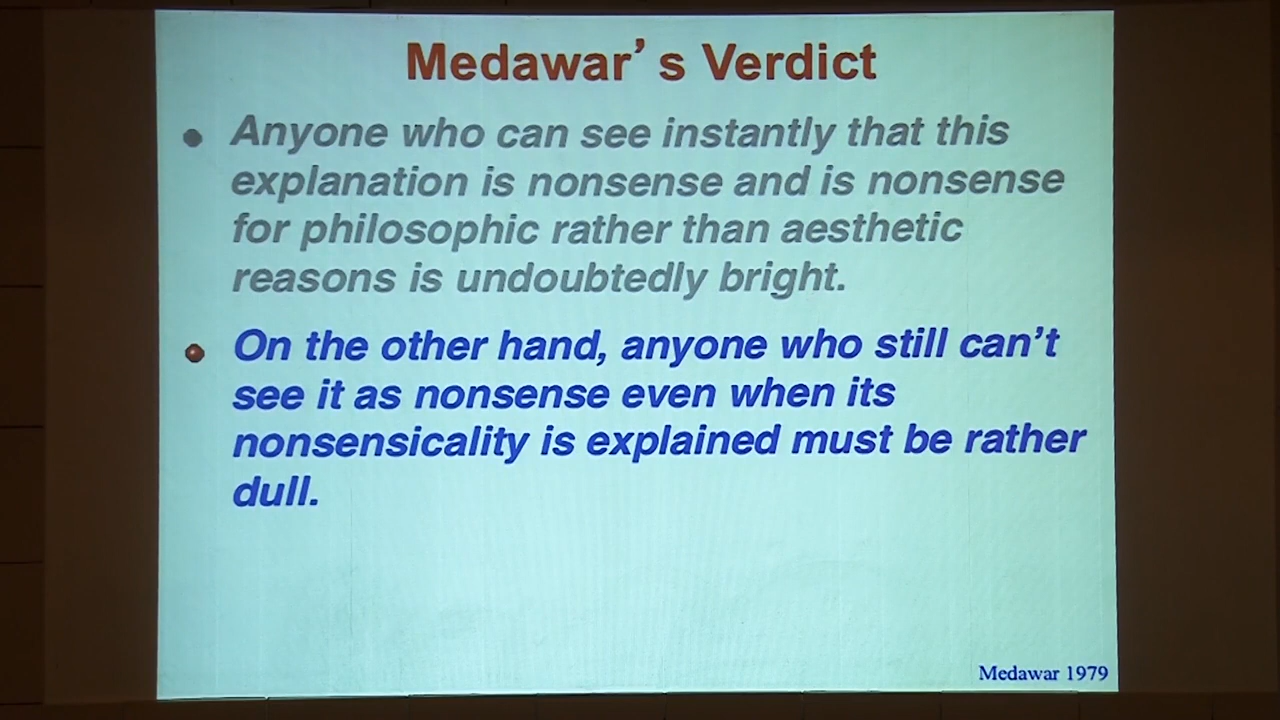 Medawar’ s Verdict
Anyone who can see instantly that this
explanation is nonsense and is nonsense
for philosophic rather than aesthetic
reasons is undoubtedly bright.
On the other hand, anyone who still can’t
see it as nonsense even when its
nonsensicality is explained must be rather
dull.
Medawar 1979